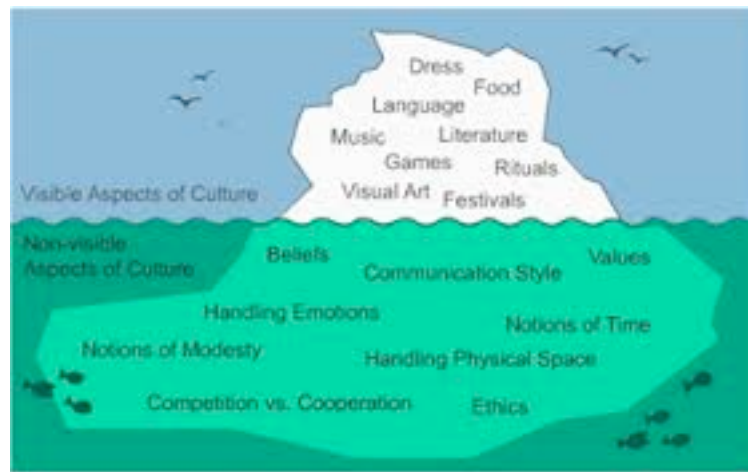 Dress
Food
Language
Music
Literature
Games
Rituals
Visual Art
Festivals
Visible Aspects of Culture
Non-visible
Aspects of Culture
Beliefs
Values
Communication Style
Handling Emotions
Notions of Time
Notions of Modesty
Handling Physical Space
Competition vs. Cooperation
Ethics